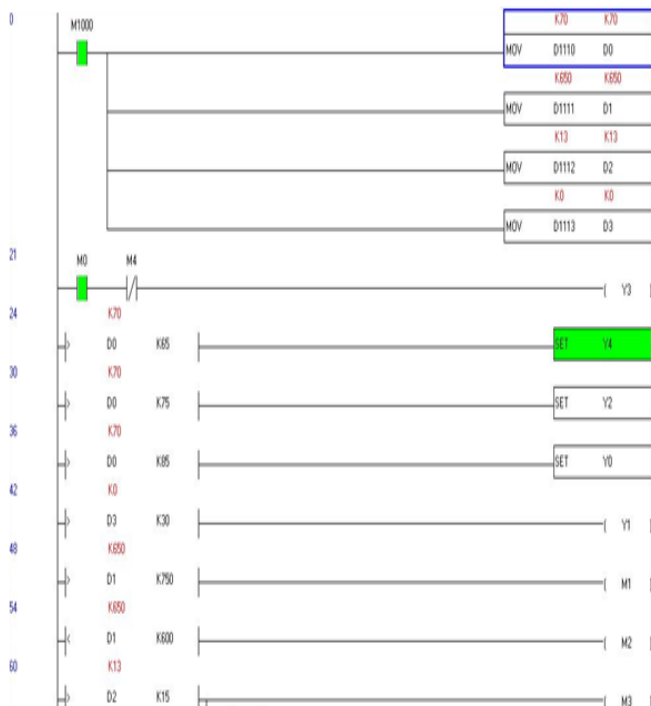 0
M1000
K70 K70
MOV D1110 D0
K650 K650
MOV D1111 D1
K13 K13
MOV D1112 D2
K0 K0
MOV D1113 D3
21
M0 M4
( Y3 )
24
K70
> D0 K65
SET Y4
30
K70
> D0 K75
SET Y2
36
K70
> D0 K85
SET Y0
42
K0
> D3 K30
( Y1 )
48
K650
> D1 K750
( M1 )
54
K650
< D1 K600
( M2 )
60
K13
> D2 K15
( M3 )